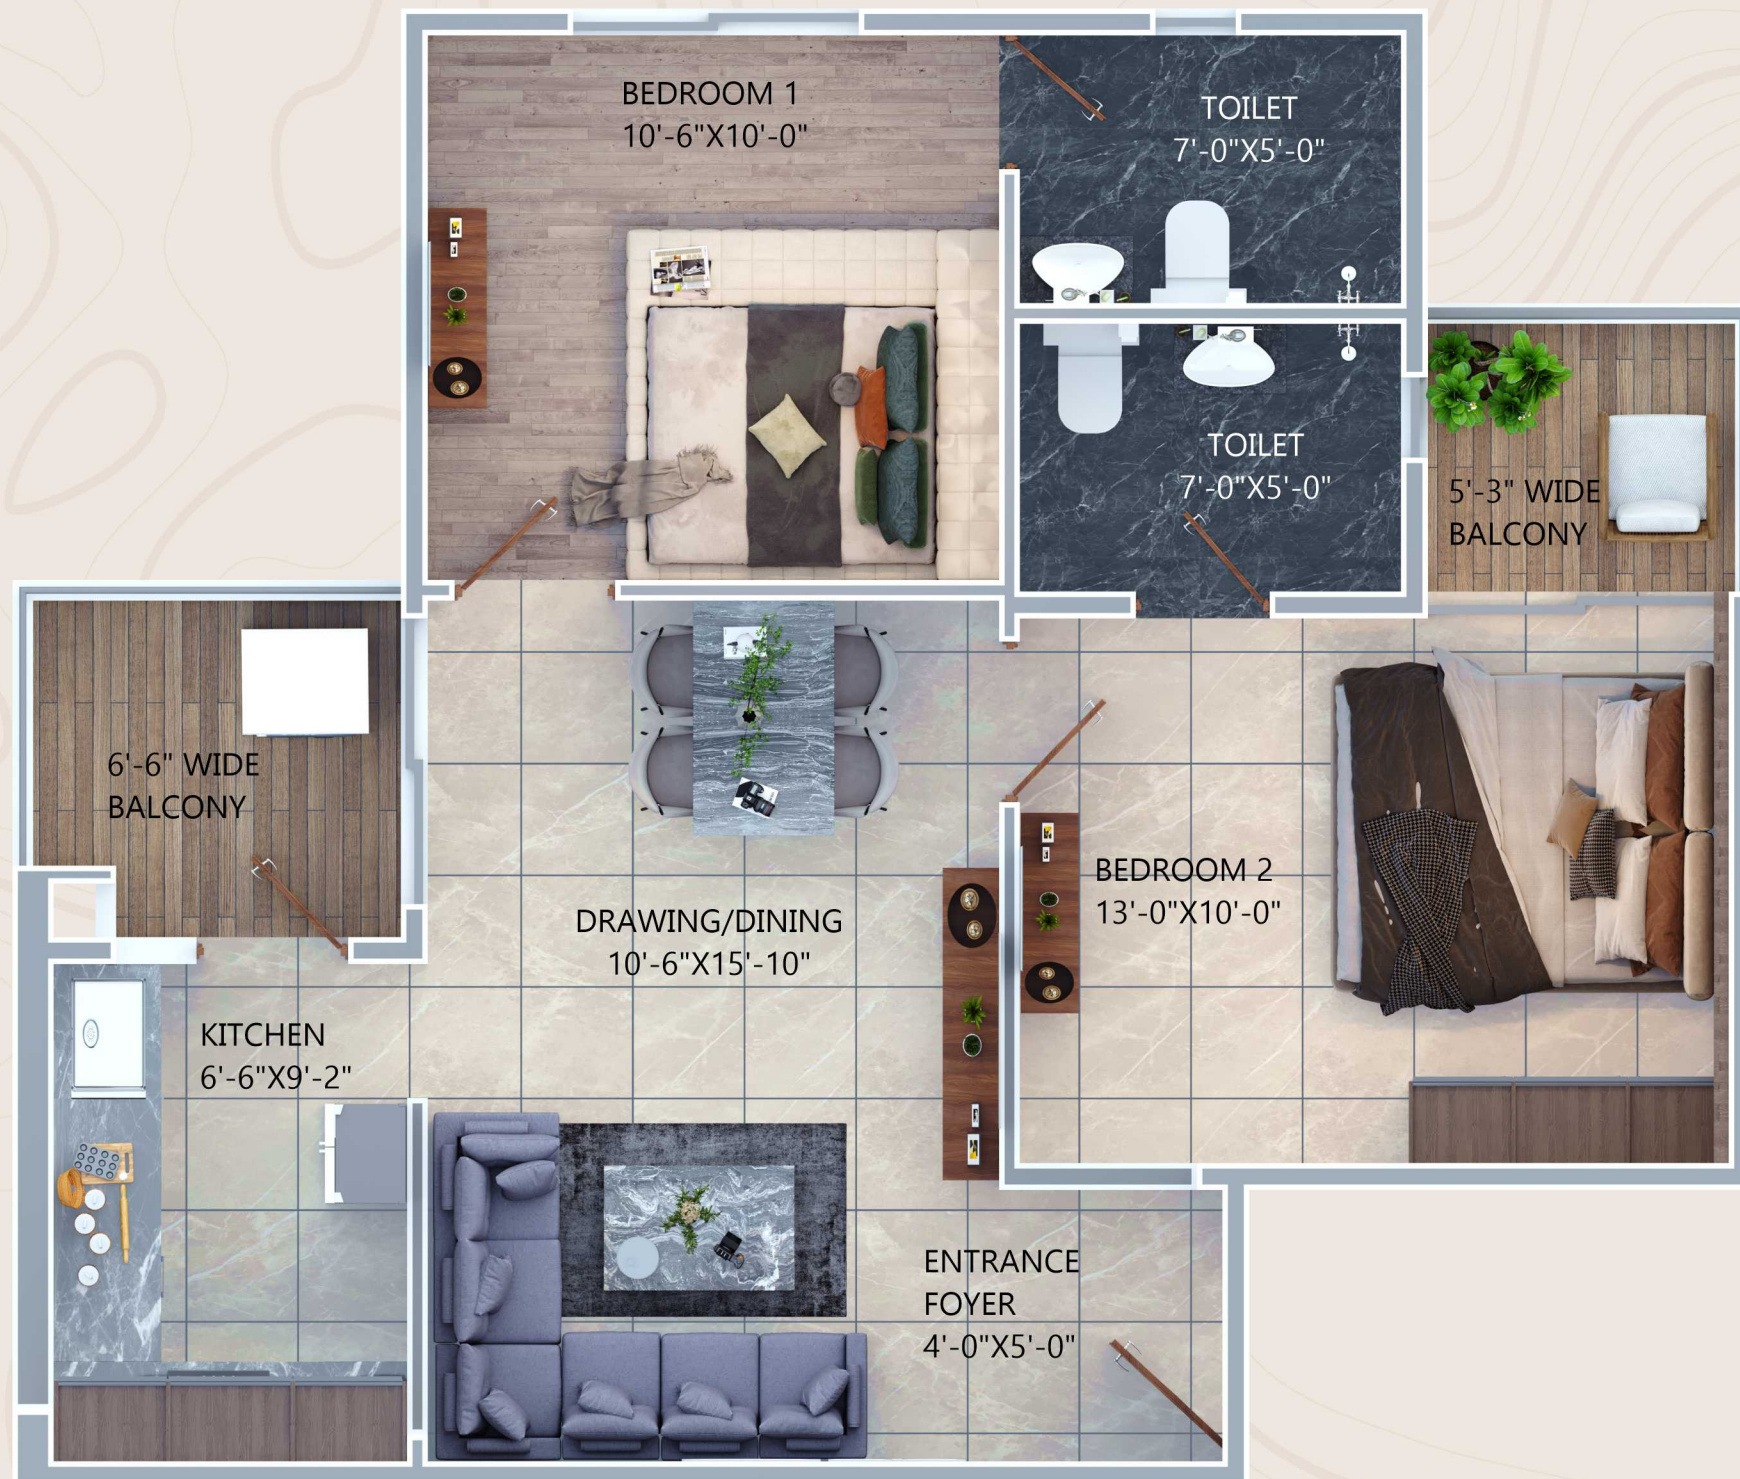 BEDROOM 1
10'-6"X10'-0"
TOILET
7'-0"X5'-0"
TOILET
7'-0"X5'-0"
5'-3" WIDE
BALCONY
6'-6" WIDE
BALCONY
BEDROOM 2
13'-0"X10'-0"
DRAWING/DINING
10'-6"X15'-10"
KITCHEN
6'-6"X9'-2"
ENTRANCE
FOYER
4'-0"X5'-0"